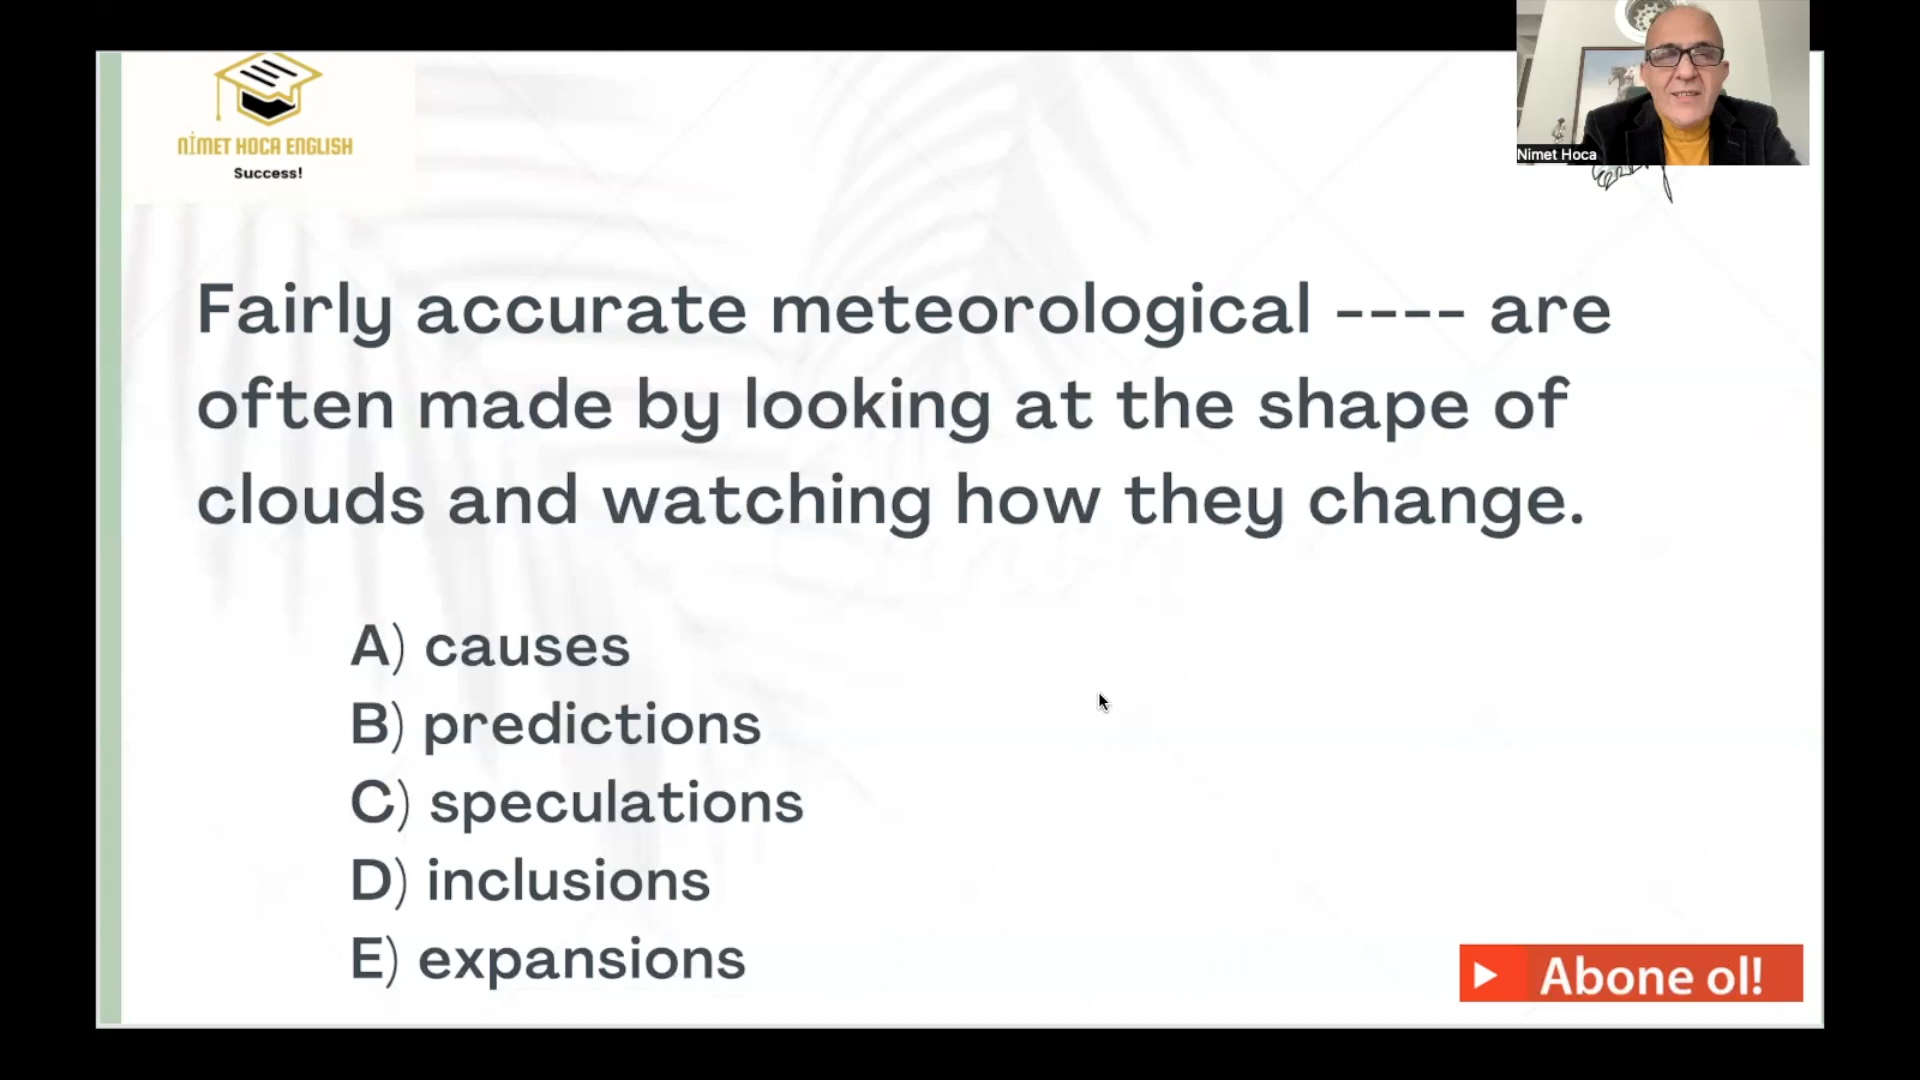 NİMET HOCA ENGLISH
Success!
Nimet Hoca
Fairly accurate meteorological ---- are
often made by looking at the shape of
clouds and watching how they change.
A) causes
B) predictions
C) speculations
D) inclusions
E) expansions
Abone ol!